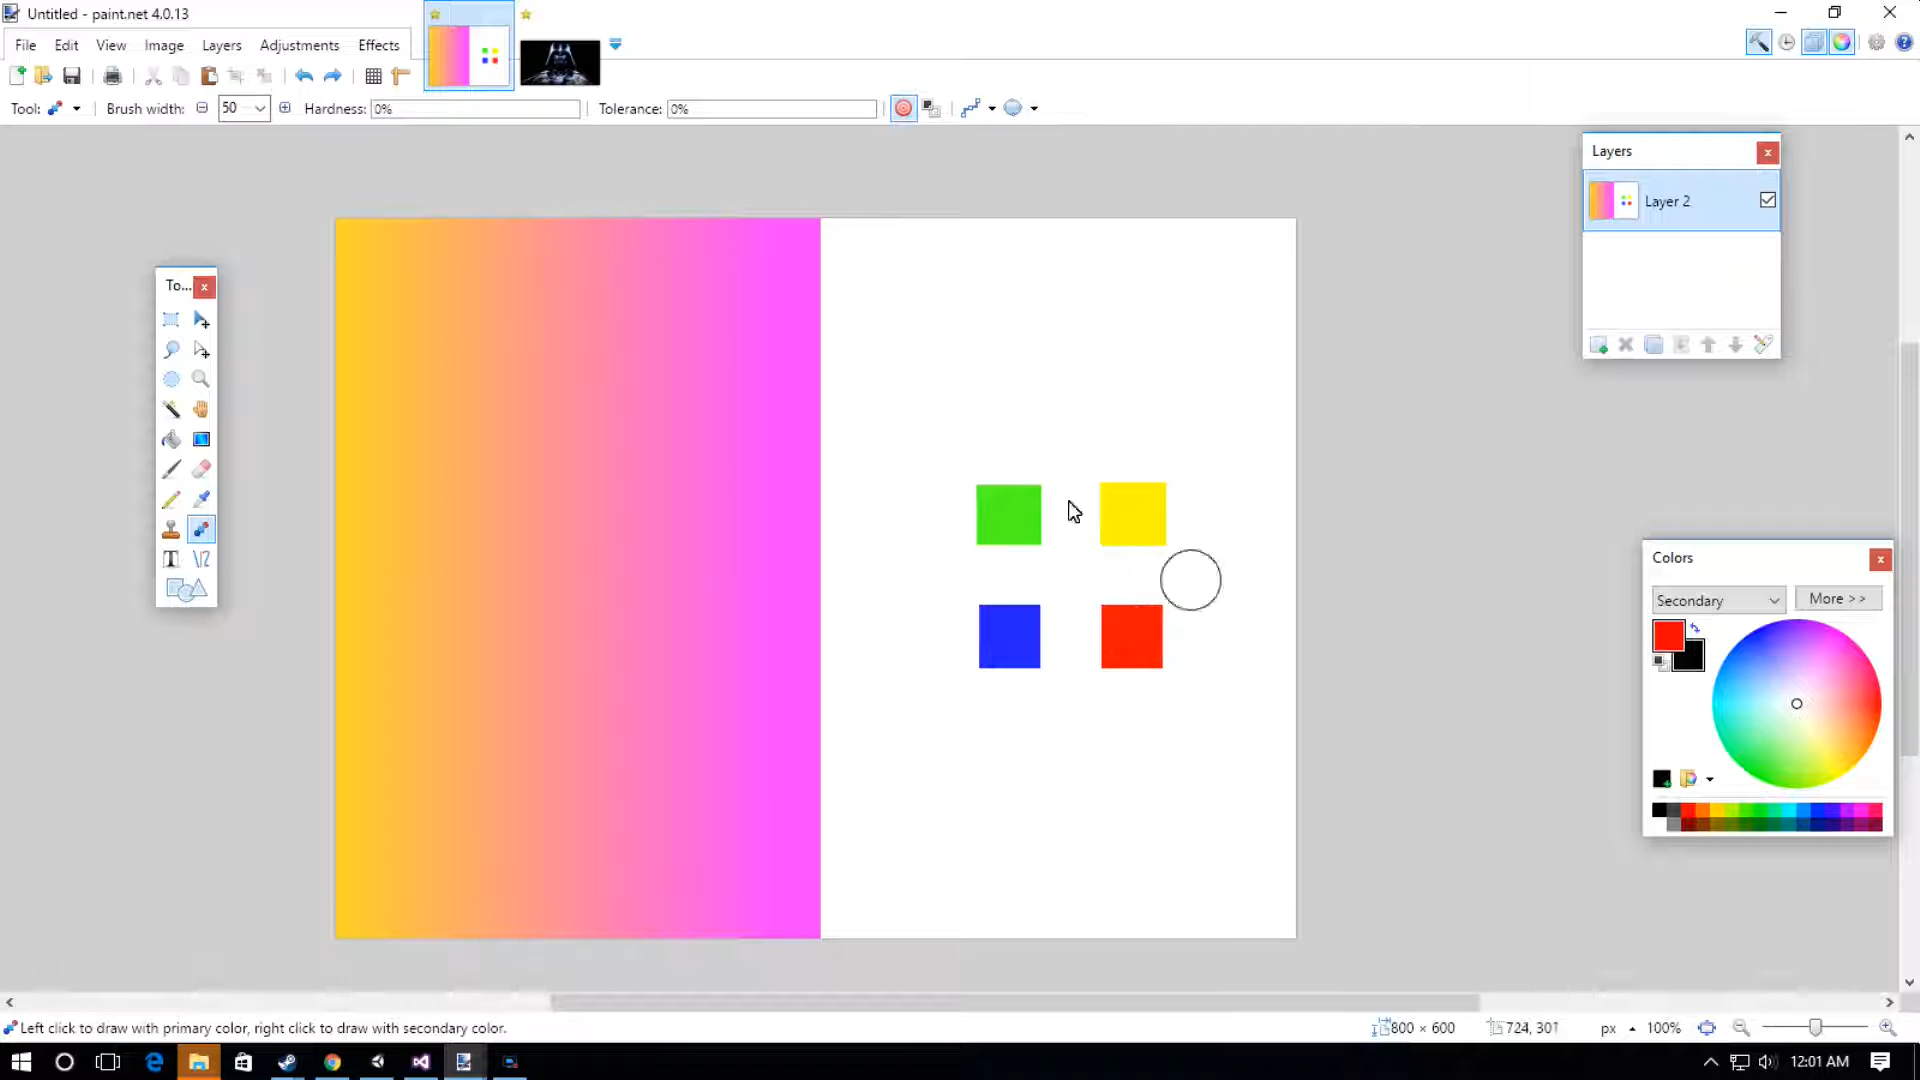 Untitled - paint.net 4.0.13
File Edit View Image Layers Adjustments Effects
Tool: Brush width: 50 Hardness: 0% Tolerance: 0%
Layers
Layer 2
To...
Colors
Secondary More >>
Left click to draw with primary color, right click to draw with secondary color.
800 × 600 724, 301 px 100%
12:01 AM